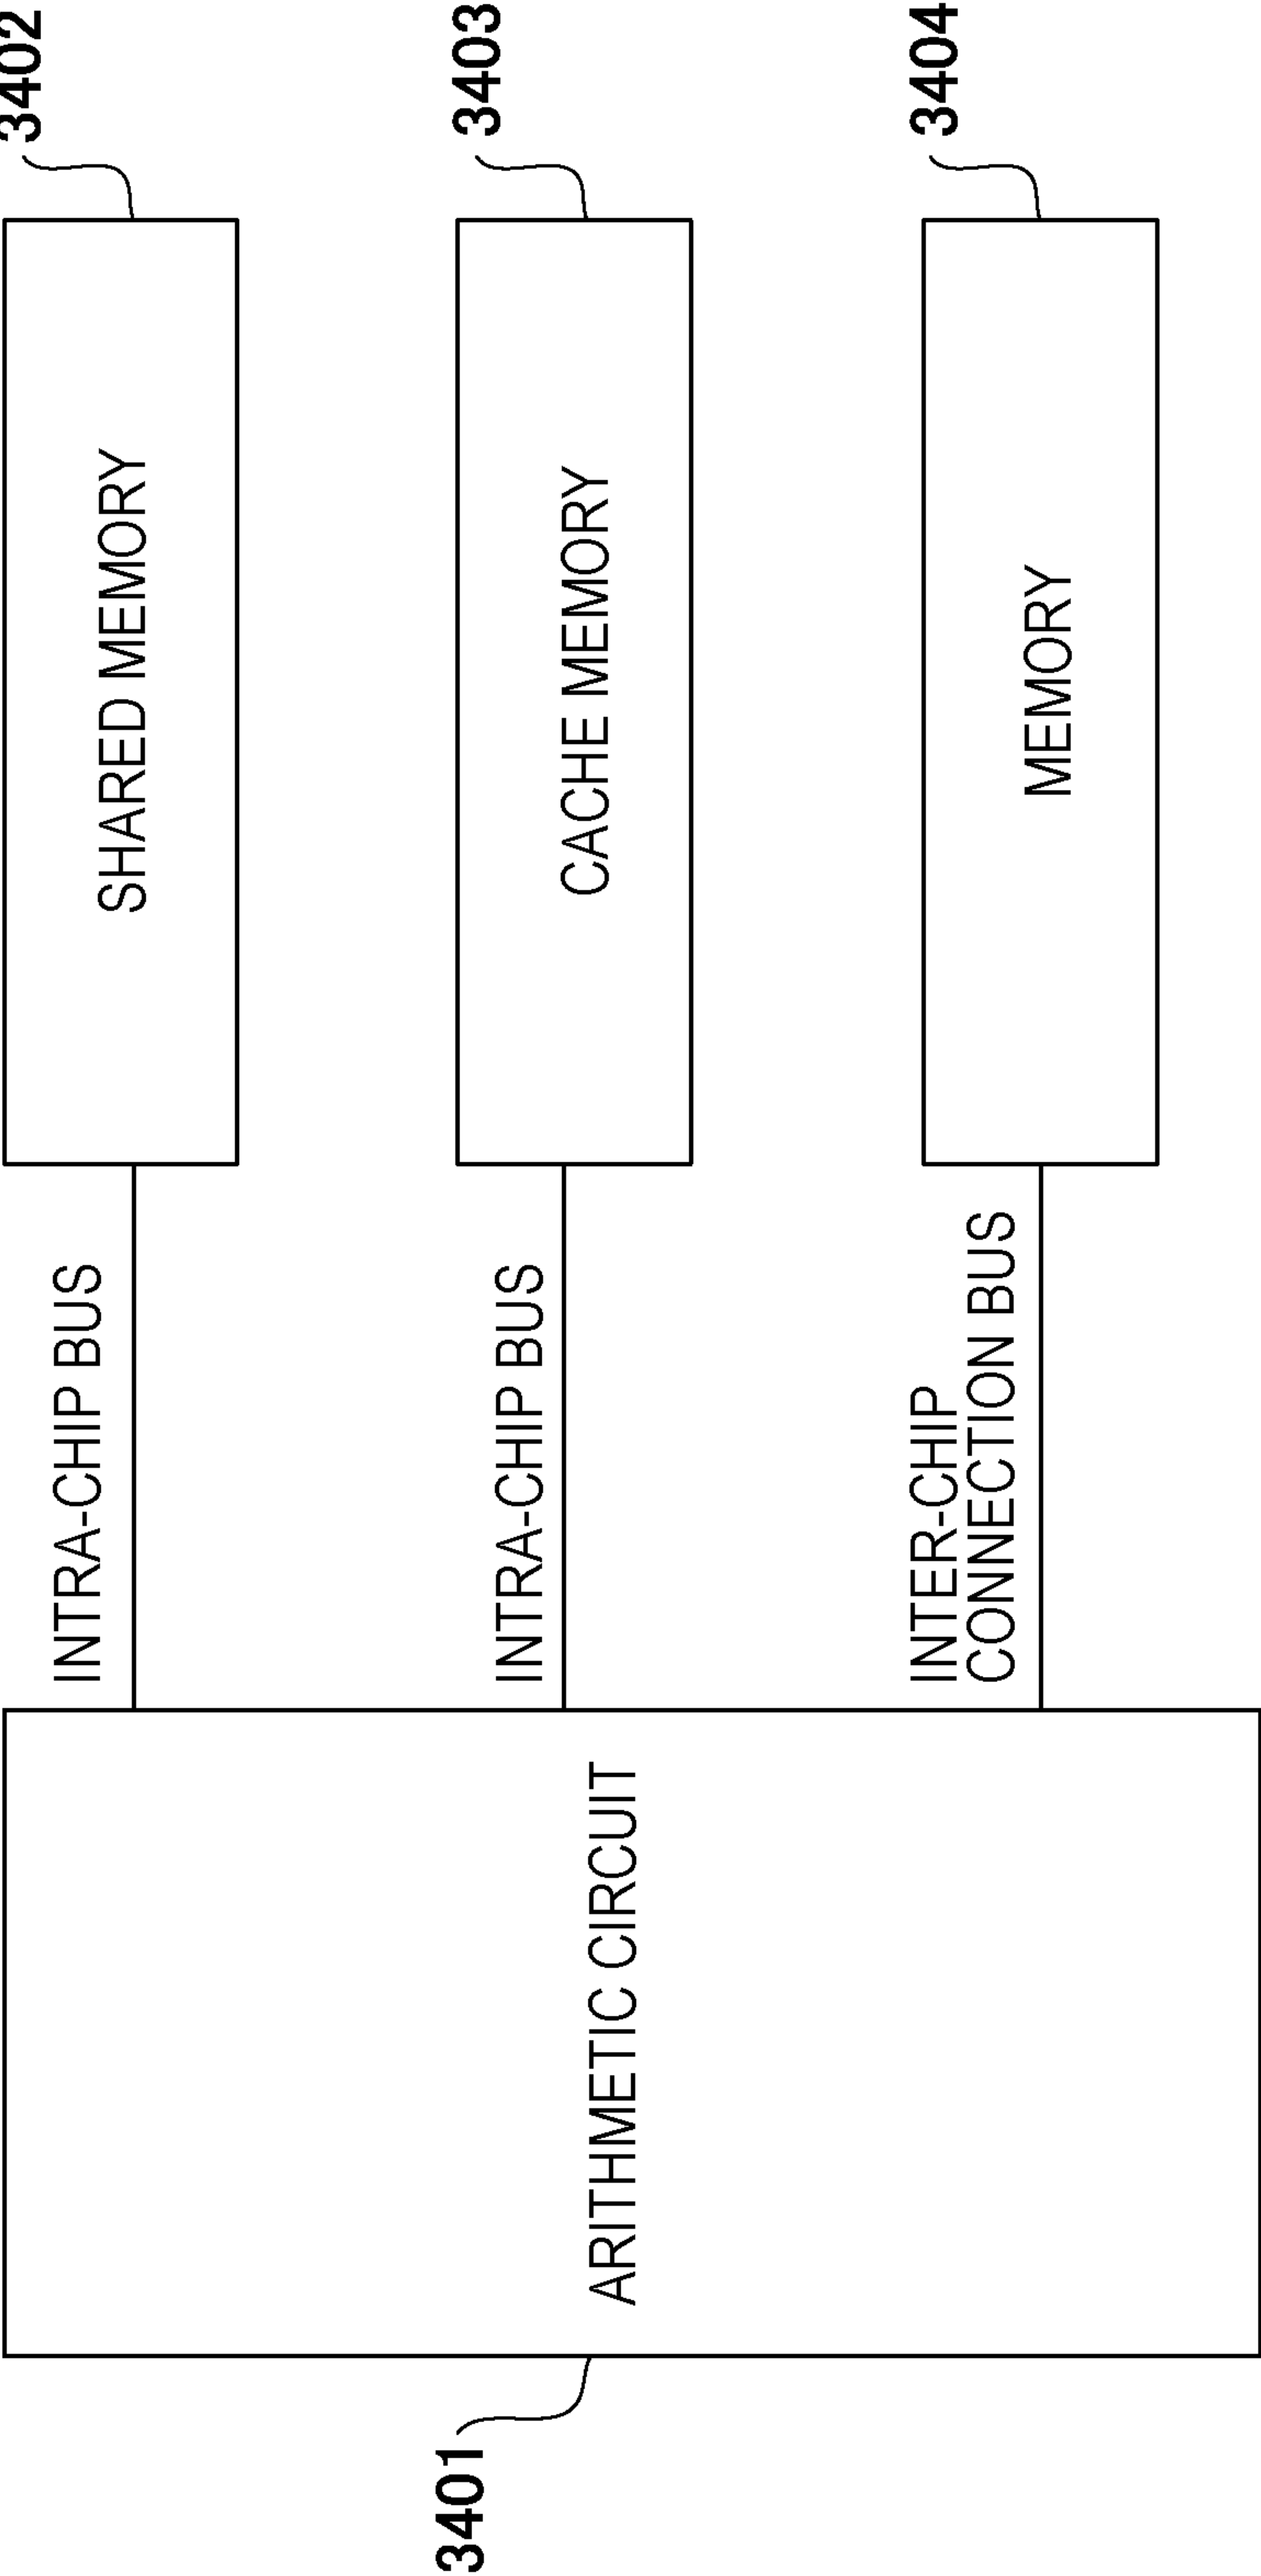 3401
ARITHMETIC CIRCUIT
INTRA-CHIP BUS
SHARED MEMORY
3402
INTRA-CHIP BUS
CACHE MEMORY
3403
INTER-CHIP
CONNECTION BUS
MEMORY
3404